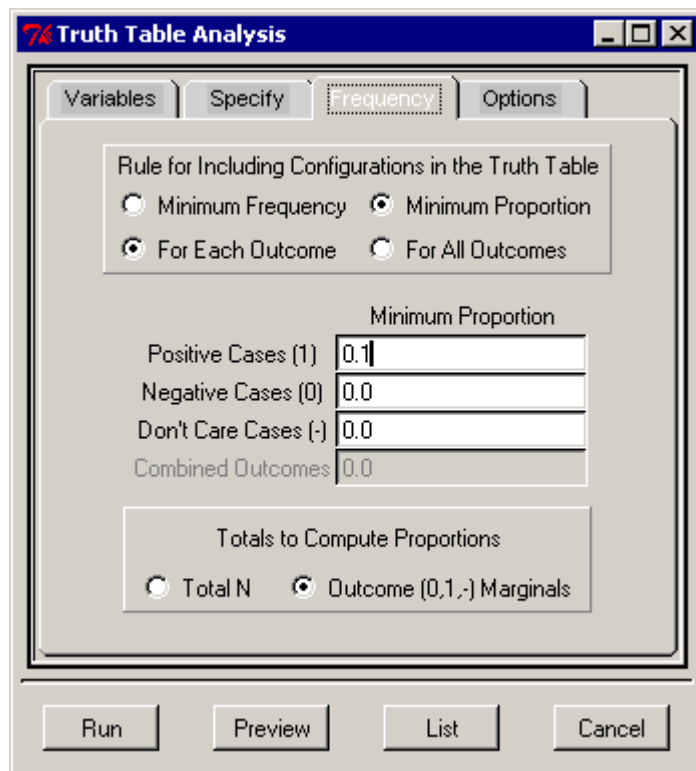 Truth Table Analysis
Variables Specify Frequency Options
Rule for Including Configurations in the Truth Table
Minimum Frequency Minimum Proportion
For Each Outcome For All Outcomes
Minimum Proportion
Positive Cases (1) 0.1
Negative Cases (0) 0.0
Don't Care Cases (-) 0.0
Combined Outcomes 0.0
Totals to Compute Proportions
Total N Outcome (0,1,-) Marginals
Run Preview List Cancel